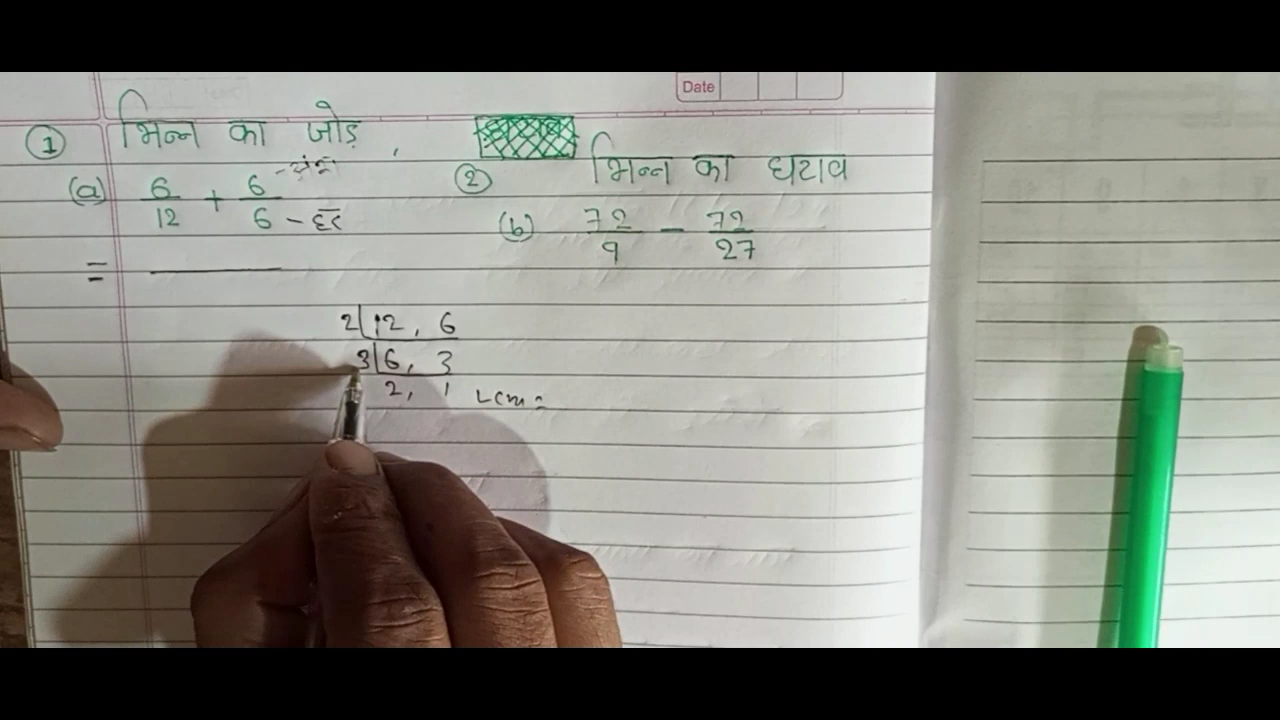 Date
① भिन्न का जोड़ ,
(a) 6/12 + 6/6 - अंश
- हर
=
② भिन्न का घटाव
(b) 72/9 - 72/27
2|12, 6
3|6, 3
2, 1 Lcm =